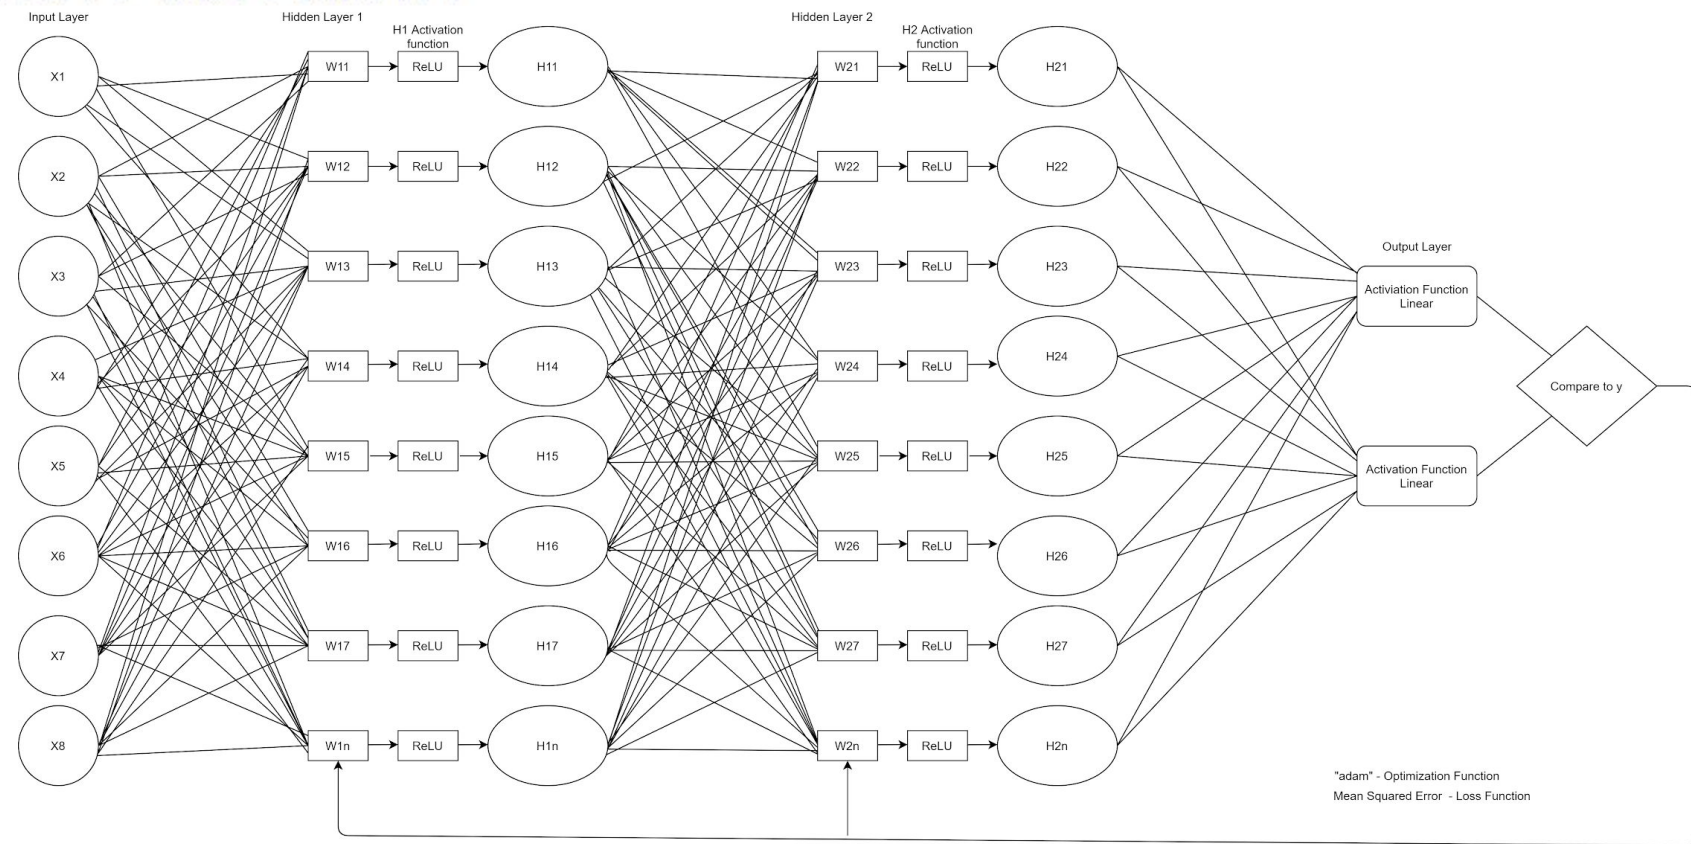 Input Layer
Hidden Layer 1
H1 Activation
function
Hidden Layer 2
H2 Activation
function
X1
W11
ReLU
H11
W21
ReLU
H21
X2
W12
ReLU
H12
W22
ReLU
H22
Output Layer
X3
W13
ReLU
H13
W23
ReLU
H23
Activiation Function
Linear
X4
W14
ReLU
H14
W24
ReLU
H24
Compare to y
X5
W15
ReLU
H15
W25
ReLU
H25
Activation Function
Linear
X6
W16
ReLU
H16
W26
ReLU
H26
X7
W17
ReLU
H17
W27
ReLU
H27
X8
W1n
ReLU
H1n
W2n
ReLU
H2n
"adam" - Optimization Function
Mean Squared Error - Loss Function